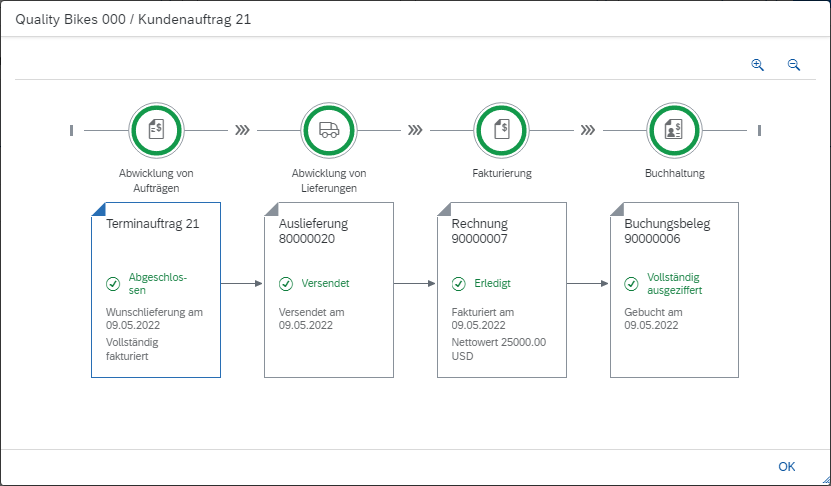 Quality Bikes 000 / Kundenauftrag 21
Abwicklung von
Aufträgen
Abwicklung von
Lieferungen
Fakturierung
Buchhaltung
Terminauftrag 21
Abgeschlos-
sen
Wunschlieferung am
09.05.2022
Vollständig
fakturiert
Auslieferung
80000020
Versendet
Versendet am
09.05.2022
Rechnung
90000007
Erledigt
Fakturiert am
09.05.2022
Nettowert 25000.00
USD
Buchungsbeleg
90000006
Vollständig
ausgeziffert
Gebucht am
09.05.2022
OK